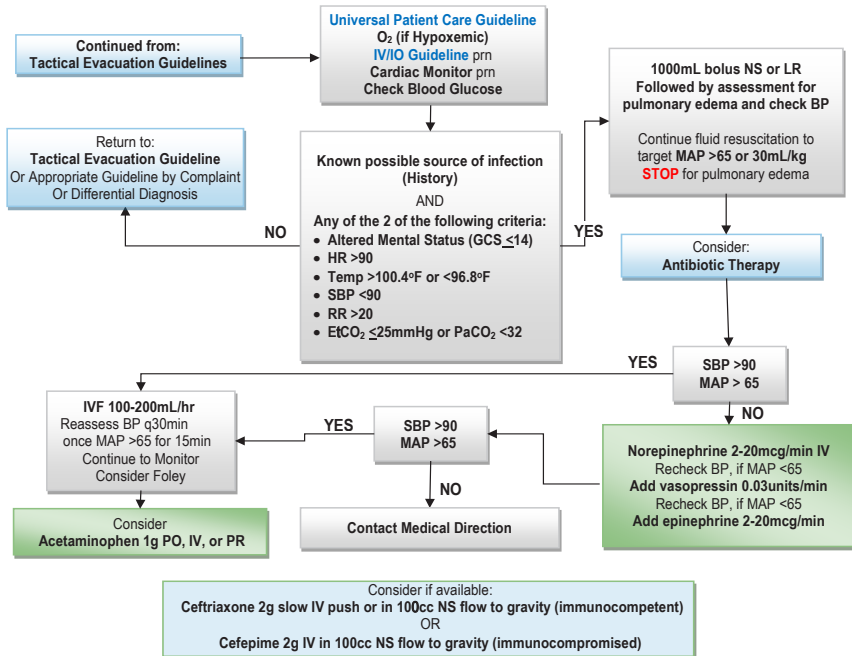 Continued from:
Tactical Evacuation Guidelines
Universal Patient Care Guideline
O₂ (if Hypoxemic)
IV/IO Guideline prn
Cardiac Monitor prn
Check Blood Glucose
1000mL bolus NS or LR
Followed by assessment for
pulmonary edema and check BP
Continue fluid resuscitation to
target MAP >65 or 30mL/kg
STOP for pulmonary edema
Return to:
Tactical Evacuation Guideline
Or Appropriate Guideline by Complaint
Or Differential Diagnosis
NO
Known possible source of infection
(History)
AND
Any of the 2 of the following criteria:
• Altered Mental Status (GCS <14)
• HR >90
• Temp >100.4ºF or <96.8ºF
• SBP <90
• RR >20
• EtCO₂ <25mmHg or PaCO₂ <32
YES
Consider:
Antibiotic Therapy
SBP >90
MAP > 65
YES
NO
Norepinephrine 2-20mcg/min IV
Recheck BP, if MAP <65
Add vasopressin 0.03units/min
Recheck BP, if MAP <65
Add epinephrine 2-20mcg/min
SBP >90
MAP >65
YES
NO
Contact Medical Direction
IVF 100-200mL/hr
Reassess BP q30min
once MAP >65 for 15min
Continue to Monitor
Consider Foley
Consider
Acetaminophen 1g PO, IV, or PR
Consider if available:
Ceftriaxone 2g slow IV push or in 100cc NS flow to gravity (immunocompetent)
OR
Cefepime 2g IV in 100cc NS flow to gravity (immunocompromised)